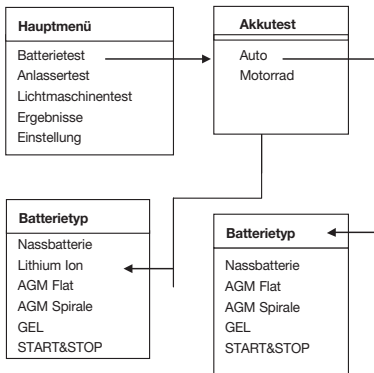 Hauptmenü
Batterietest
Anlassertest
Lichtmaschinentest
Ergebnisse
Einstellung
Akkutest
Auto
Motorrad
Batterietyp
Nassbatterie
Lithium Ion
AGM Flat
AGM Spirale
GEL
START&STOP
Batterietyp
Nassbatterie
AGM Flat
AGM Spirale
GEL
START&STOP